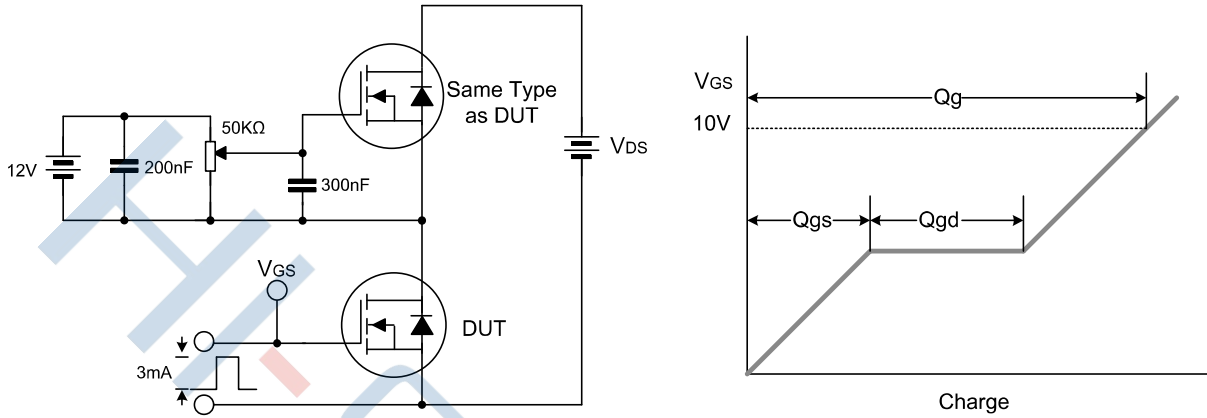 Same Type
as DUT
50KΩ
12V
200nF
300nF
VDS
VGS
DUT
3mA
VGS
10V
Qg
Qgs
Qgd
Charge